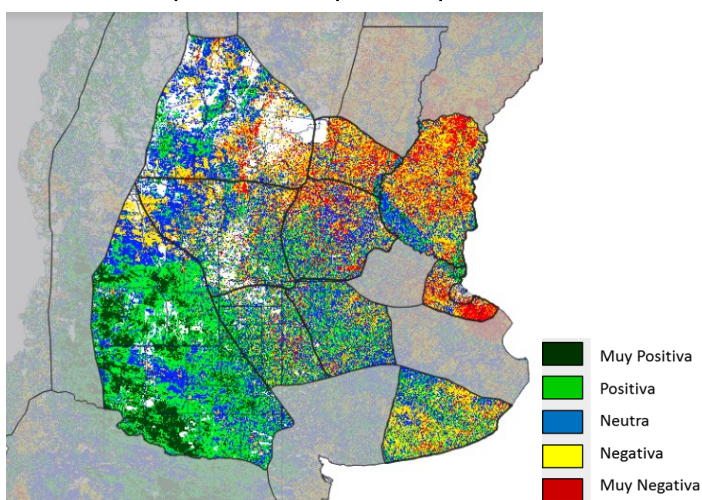 Muy Positiva
Positiva
Neutra
Negativa
Muy Negativa